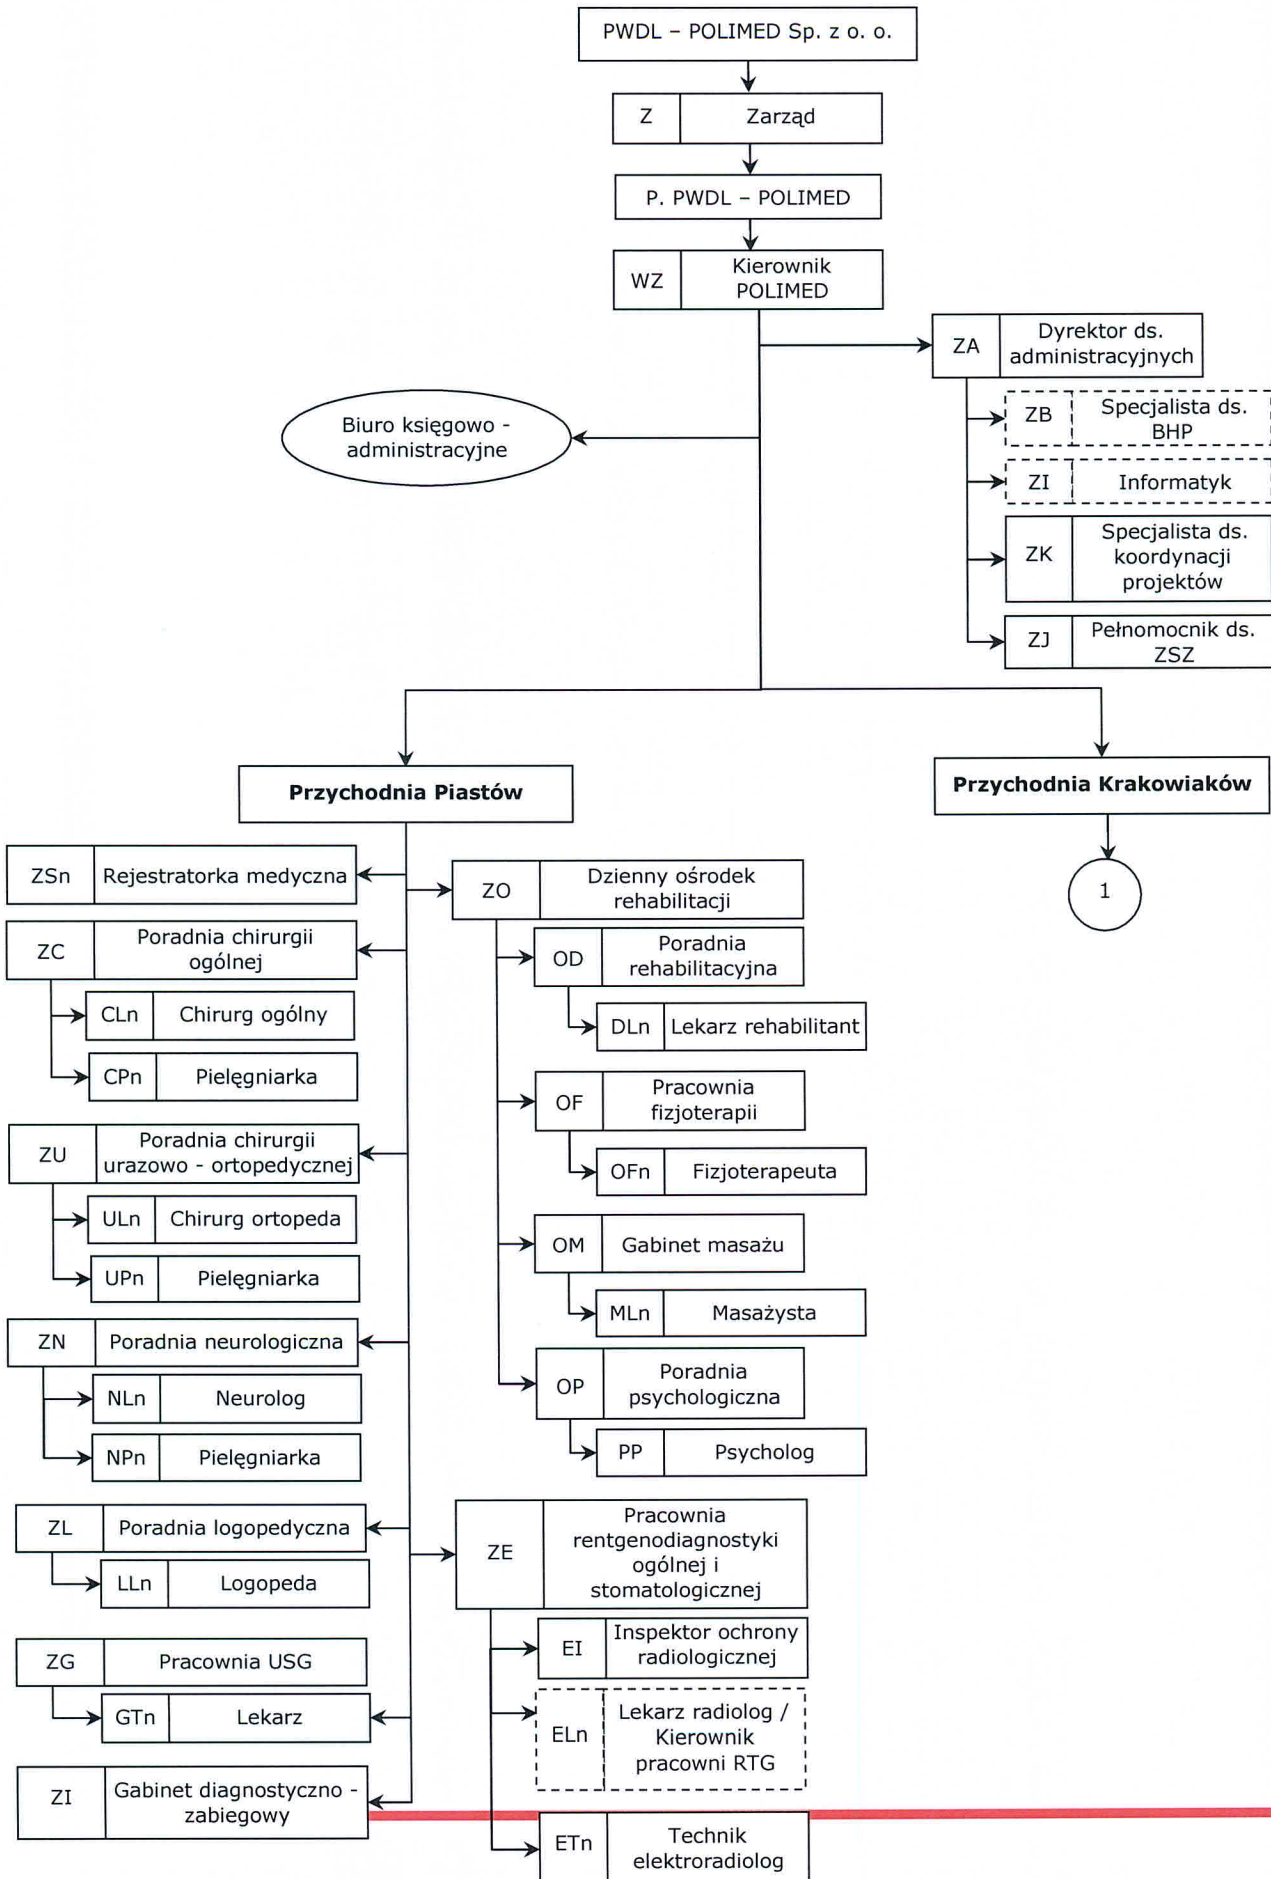 PWDL – POLIMED Sp. z o. o.
Z
Zarząd
P. PWDL – POLIMED
WZ
Kierownik
POLIMED
ZA
Dyrektor ds.
administracyjnych
Biuro księgowo -
administracyjne
ZB
Specjalista ds.
BHP
ZI
Informatyk
ZK
Specjalista ds.
koordynacji
projektów
ZJ
Pełnomocnik ds.
ZSZ
Przychodnia Piastów
Przychodnia Krakowiaków
1
ZSn
Rejestratorka medyczna
ZC
Poradnia chirurgii
ogólnej
CLn
Chirurg ogólny
CPn
Pielęgniarka
ZU
Poradnia chirurgii
urazowo - ortopedycznej
ULn
Chirurg ortopeda
UPn
Pielęgniarka
ZN
Poradnia neurologiczna
NLn
Neurolog
NPn
Pielęgniarka
ZL
Poradnia logopedyczna
LLn
Logopeda
ZG
Pracownia USG
GTn
Lekarz
ZI
Gabinet diagnostyczno -
zabiegowy
ZO
Dzienny ośrodek
rehabilitacji
OD
Poradnia
rehabilitacyjna
DLn
Lekarz rehabilitant
OF
Pracownia
fizjoterapii
OFn
Fizjoterapeuta
OM
Gabinet masażu
MLn
Masażysta
OP
Poradnia
psychologiczna
PP
Psycholog
ZE
Pracownia
rentgenodiagnostyki
ogólnej i
stomatologicznej
EI
Inspektor ochrony
radiologicznej
ELn
Lekarz radiolog /
Kierownik
pracowni RTG
ETn
Technik
elektroradiolog